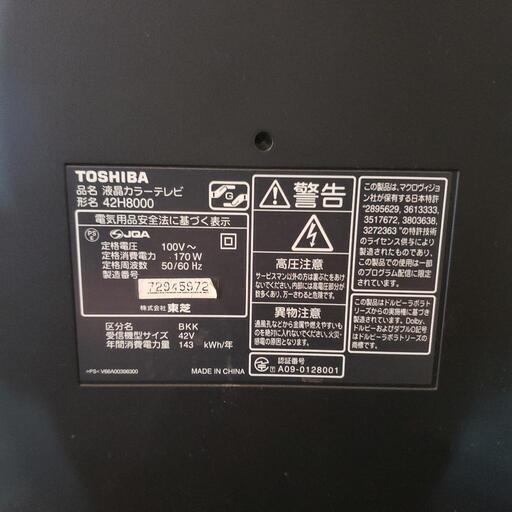 TOSHIBA
品名 液晶カラーテレビ
形名 42H8000
電気用品安全法に基づく表示
PS
E
JQA
定格電圧 100V～
定格消費電力 170 W
定格周波数 50/60 Hz
製造番号
72945972
株式会社 東芝
区分名 BKK
受信機型サイズ 42V
年間消費電力量 143 kWh/年
>PS< V66A00396300
MADE IN CHINA
G
警告
高圧注意
サービスマン以外の方は裏ぶたをあけ
ないでください。内部には高電圧部分が
数多くあり、万一さわると危険です。
異物注意
通風孔などから金属や燃えやすいもの
を絶対に入れないでください。火災・
感電の原因となります。
認証番号
A09-0128001
この製品は、マクロヴィジョ
ン社が保有する日本特許
"2895629, 3613333,
3517672, 3803638,
3272363" の特許技術
のライセンス供与により
製造されたものであり、
この製品での使用は一部
のプログラム配信に限定
されています。
この製品はドルビーラボラト
リーズからの実施権に基づ
き製造されています。Dolby、
ドルビーおよびダブルD記号
はドルビーラボラトリーズの
商標です。